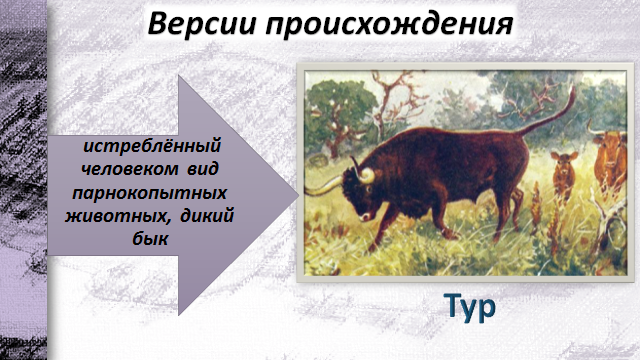 Версии происхождения
истреблённый
человеком вид
парнокопытных
животных, дикий
бык
Тур